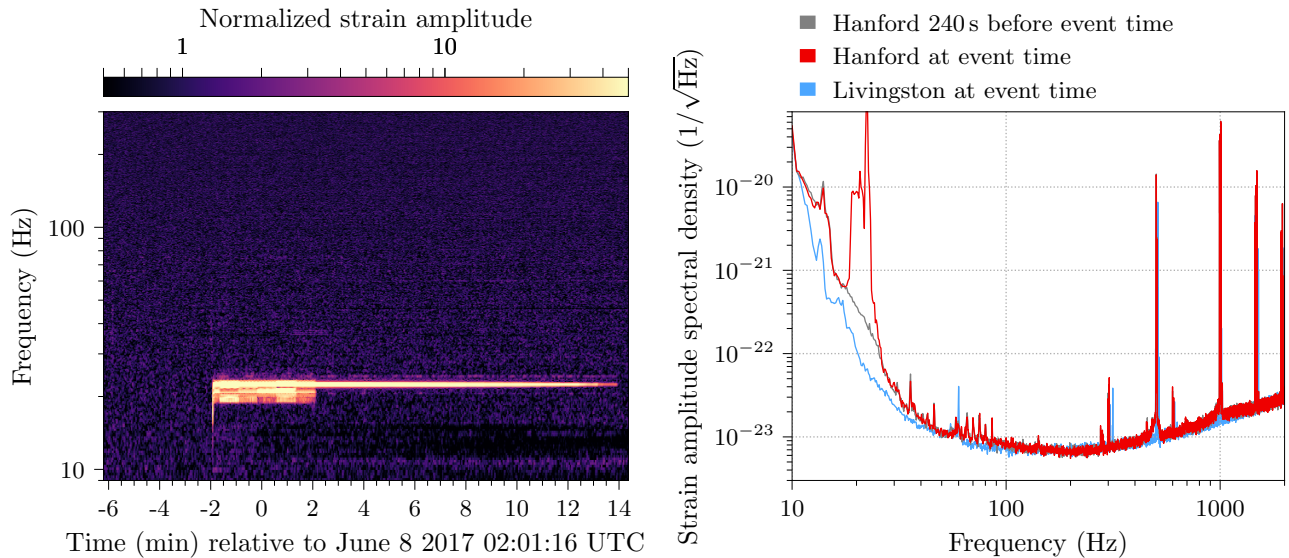 Normalized strain amplitude
1 10
100
10
Frequency (Hz)
-6 -4 -2 0 2 4 6 8 10 12 14
Time (min) relative to June 8 2017 02:01:16 UTC
Hanford 240 s before event time
Hanford at event time
Livingston at event time
10⁻²⁰
10⁻²¹
10⁻²²
10⁻²³
Strain amplitude spectral density (1/√Hz)
10 100 1000
Frequency (Hz)